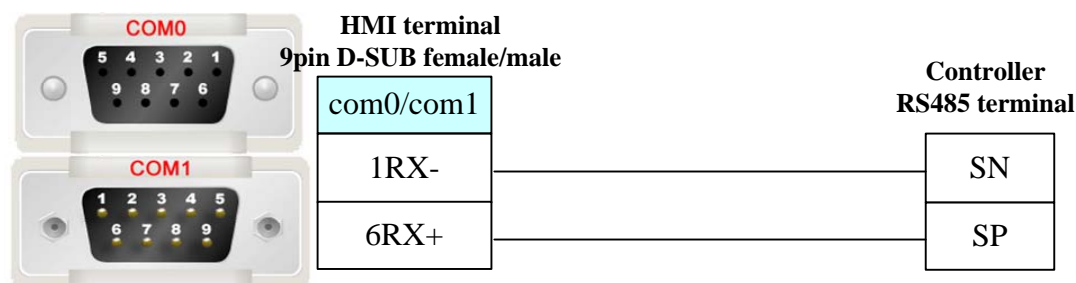 COM0
5 4 3 2 1
9 8 7 6
COM1
1 2 3 4 5
6 7 8 9
HMI terminal
9pin D-SUB female/male
com0/com1
1RX-
6RX+
Controller
RS485 terminal
SN
SP